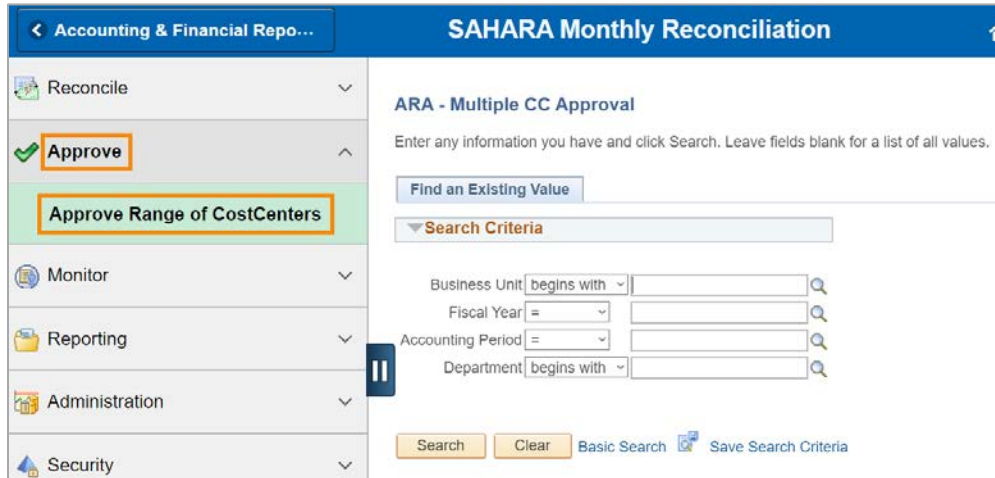 Accounting & Financial Repo...
SAHARA Monthly Reconciliation
Reconcile
Approve
Approve Range of CostCenters
Monitor
Reporting
Administration
Security
ARA - Multiple CC Approval
Enter any information you have and click Search. Leave fields blank for a list of all values.
Find an Existing Value
Search Criteria
Business Unit begins with
Fiscal Year =
Accounting Period =
Department begins with
Search Clear Basic Search Save Search Criteria